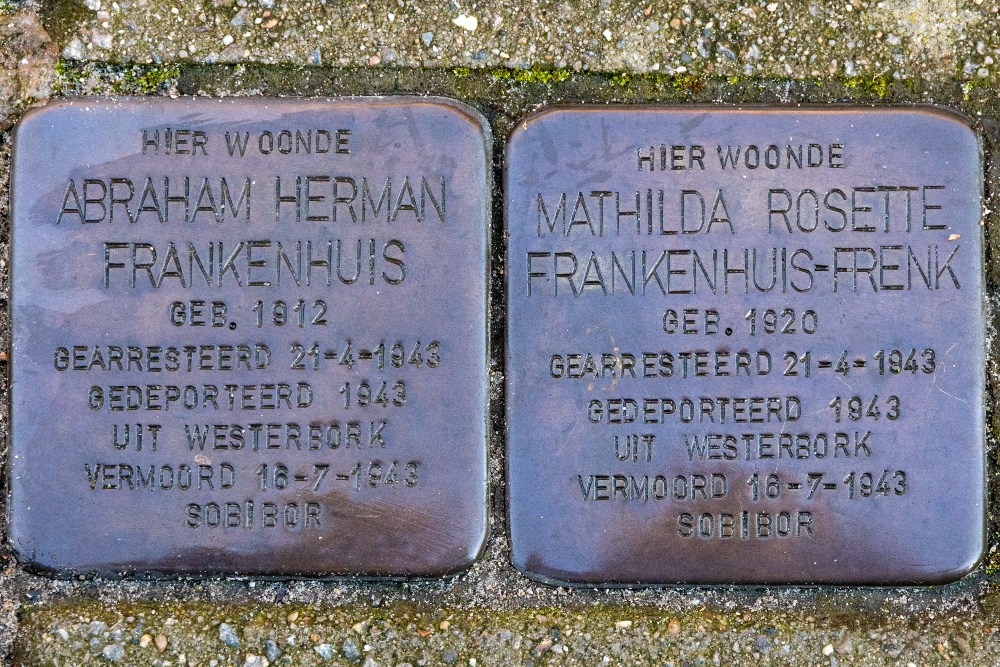 HIER WOONDE
ABRAHAM HERMAN
FRANKENHUIS
GEB. 1912
GEARRESTEERD 21-4-1943
GEDEPORTEERD 1943
UIT WESTERBORK
VERMOORD 16-7-1943
SOBIBOR
HIER WOONDE
MATHILDA ROSETTE
FRANKENHUIS-FRENK
GEB. 1920
GEARRESTEERD 21-4-1943
GEDEPORTEERD 1943
UIT WESTERBORK
VERMOORD 16-7-1943
SOBIBOR